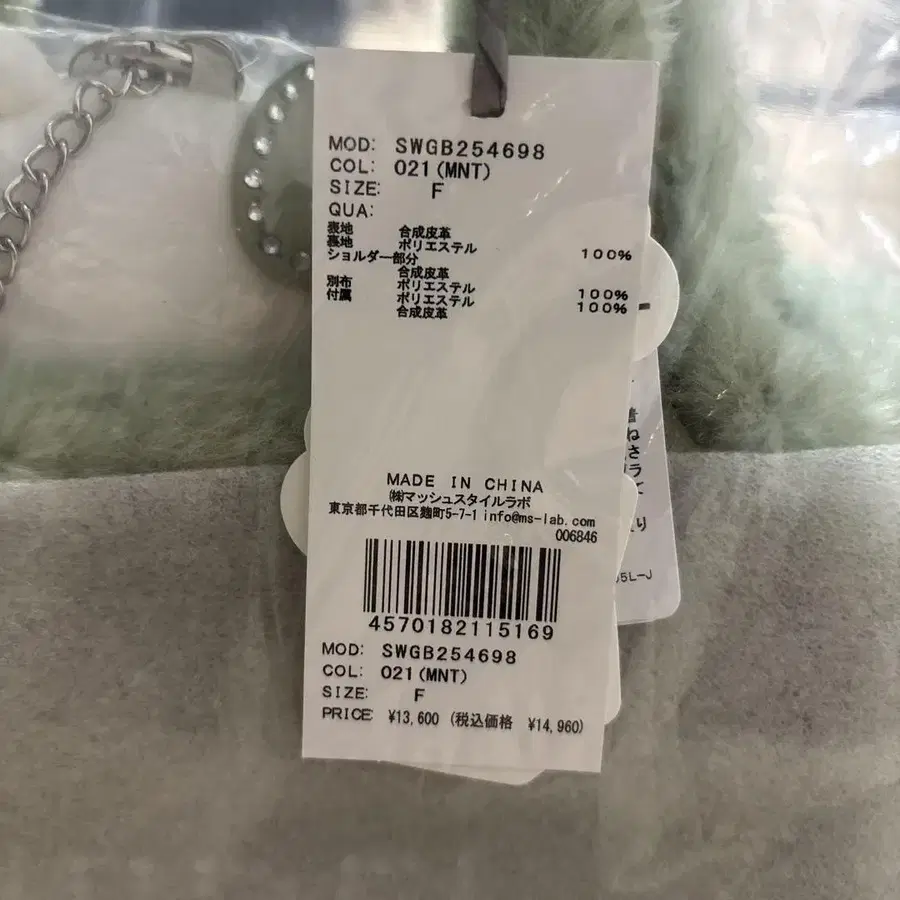 MOD: SWGB254698
COL: 021(MNT)
SIZE: F
QUA:
表地 合成皮革
裏地 ポリエステル 100%
ショルダー部分
合成皮革
別布 ポリエステル 100%
付属 ポリエステル 100%
合成皮革
MADE IN CHINA
㈱マッシュスタイルラボ
東京都千代田区麹町5-7-1 info@ms-lab.com
006846
4570182115169
MOD: SWGB254698
COL: 021(MNT)
SIZE: F
PRICE: ¥13,600 (税込価格 ¥14,960)
ね
さ
ラ
り
5L-J